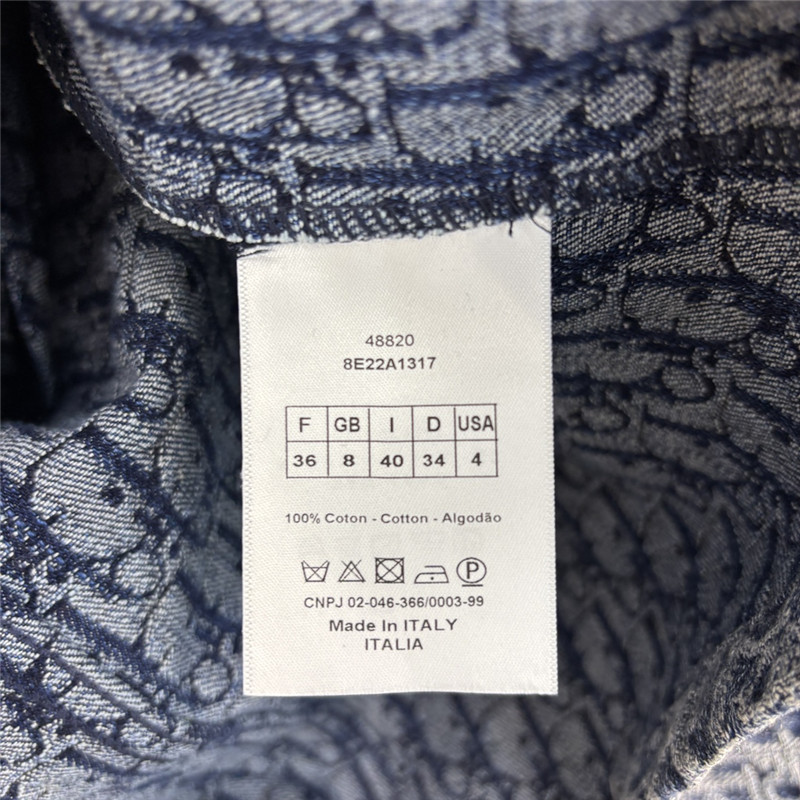 48820
8E22A1317
F GB I D USA
36 8 40 34 4
100% Coton - Cotton - Algodão
P
CNPJ 02-046-366/0003-99
Made In ITALY
ITALIA